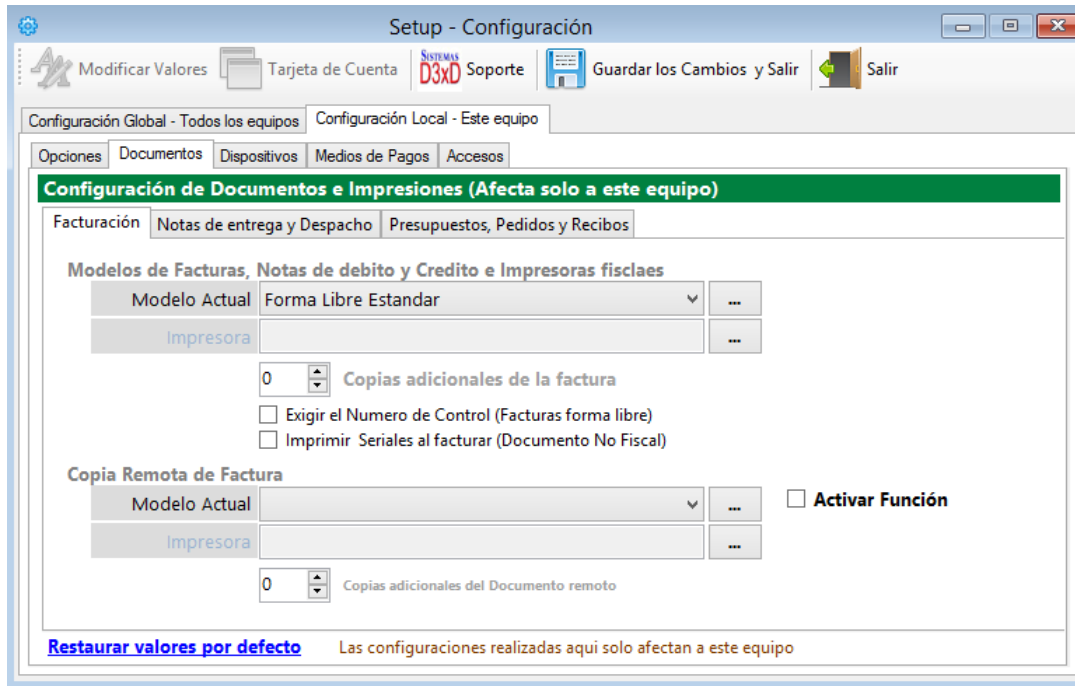 Setup - Configuración
Modificar Valores Tarjeta de Cuenta SISTEMAS D3xD Soporte Guardar los Cambios y Salir Salir
Configuración Global - Todos los equipos Configuración Local - Este equipo
Opciones Documentos Dispositivos Medios de Pagos Accesos
Configuración de Documentos e Impresiones (Afecta solo a este equipo)
Facturación Notas de entrega y Despacho Presupuestos, Pedidos y Recibos
Modelos de Facturas, Notas de debito y Credito e Impresoras fisclaes
Modelo Actual Forma Libre Estandar ...
Impresora ...
0 Copias adicionales de la factura
Exigir el Numero de Control (Facturas forma libre)
Imprimir Seriales al facturar (Documento No Fiscal)
Copia Remota de Factura
Modelo Actual ... Activar Función
Impresora ...
0 Copias adicionales del Documento remoto
Restaurar valores por defecto Las configuraciones realizadas aqui solo afectan a este equipo